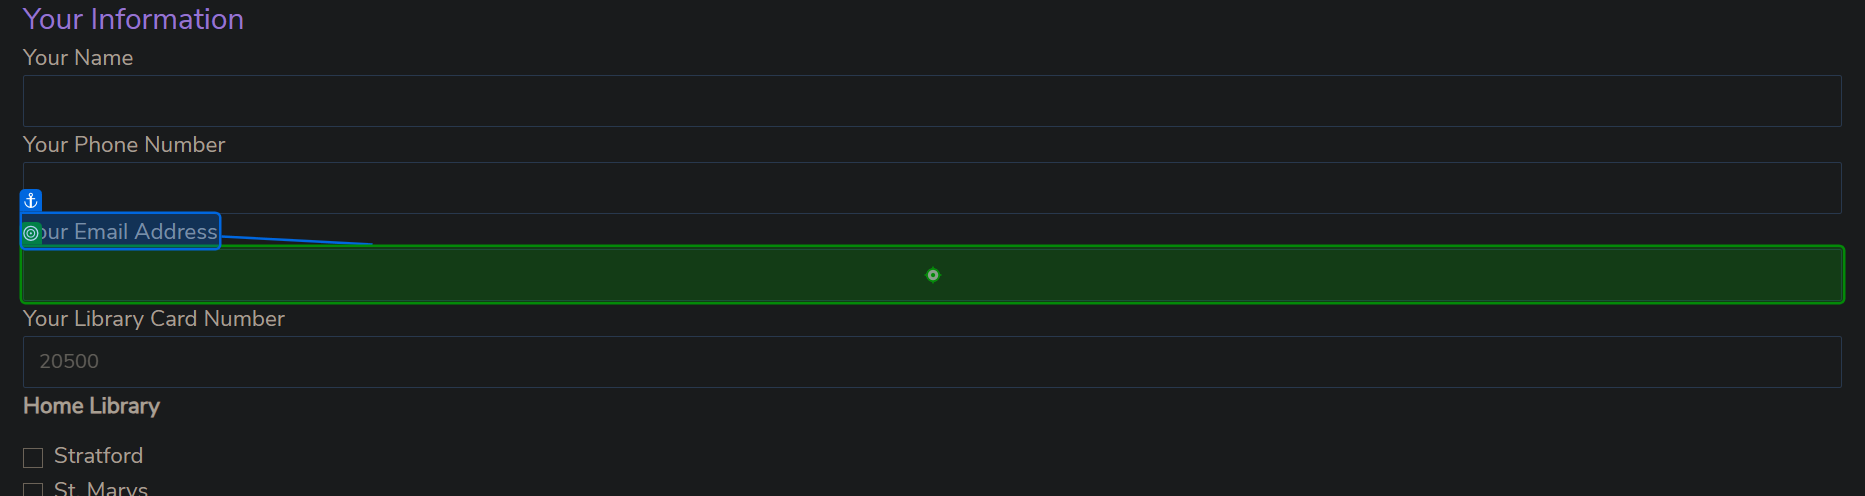 Your Information
Your Name
Your Phone Number
Your Email Address
Your Library Card Number
20500
Home Library
Stratford
St. Marys